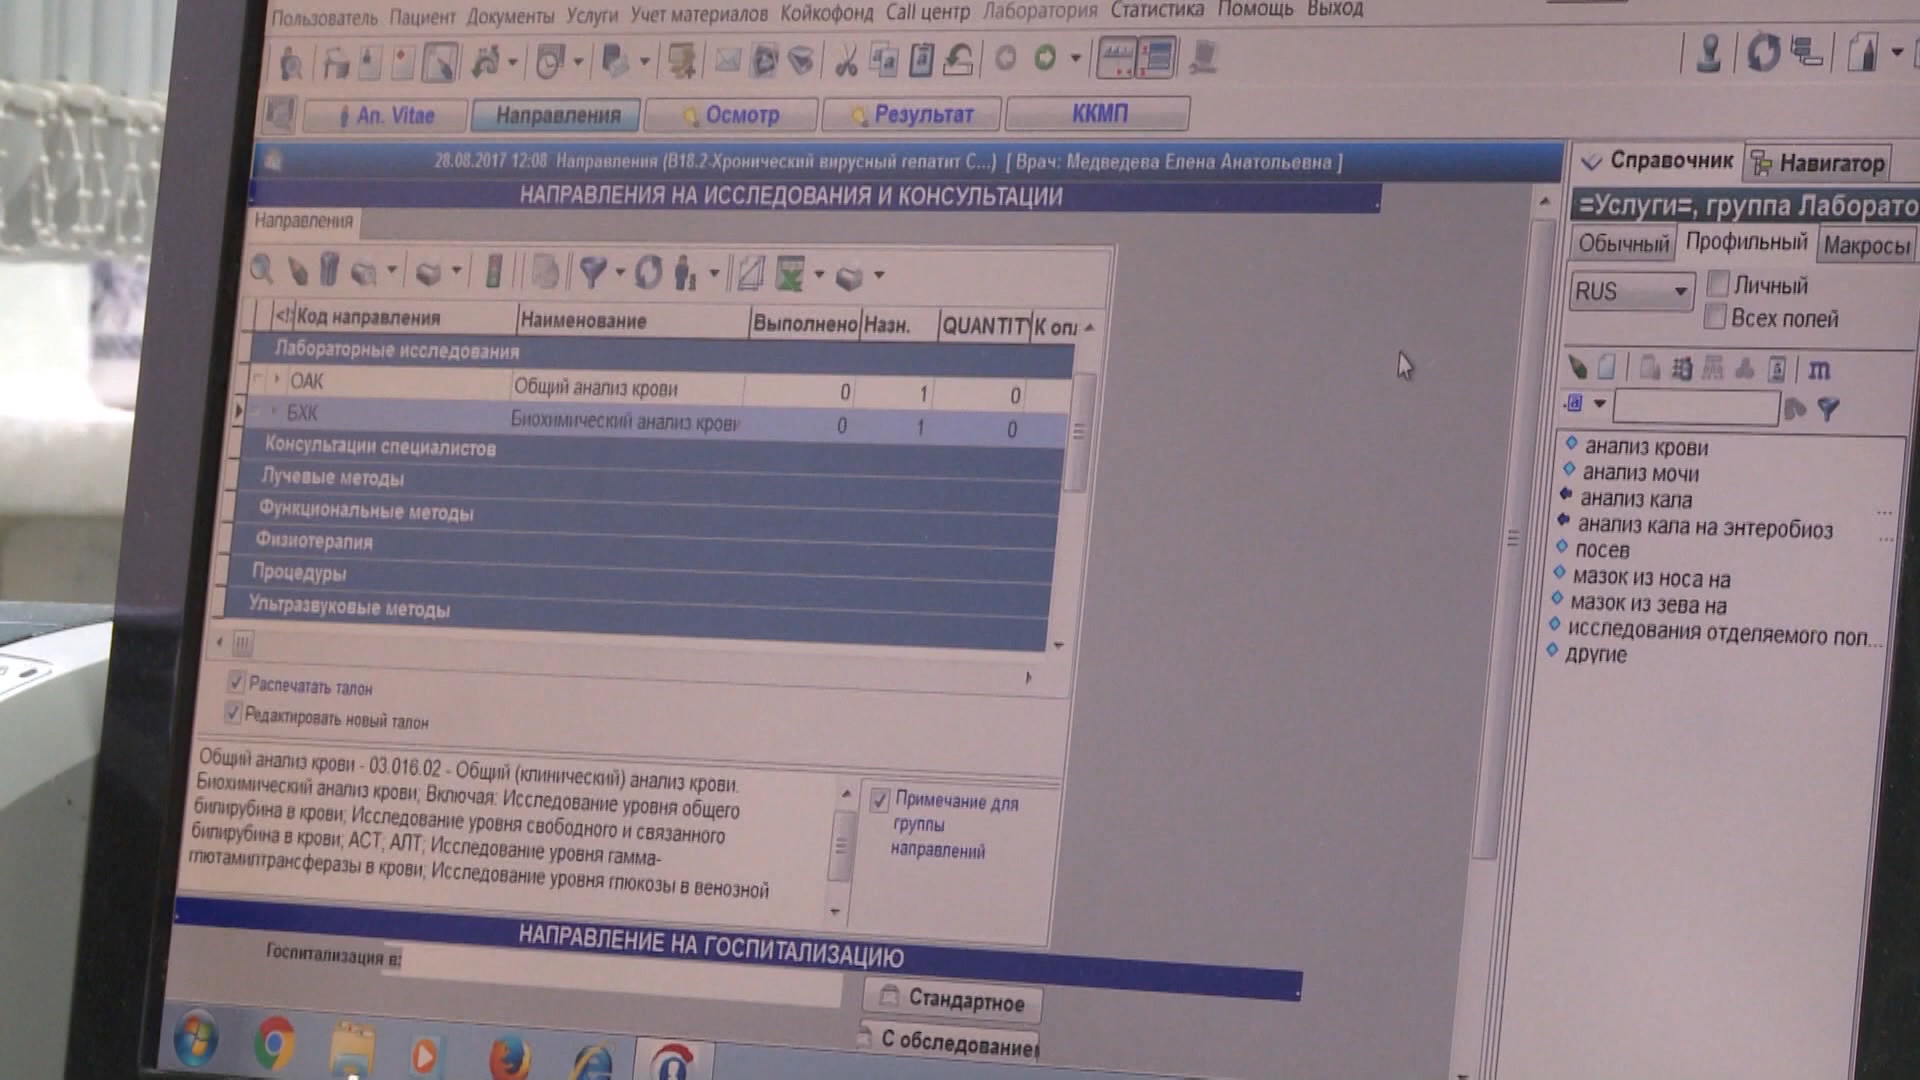 Пользователь Пациент Документы Услуги Учет материалов Койкофонд Call центр Лаборатория Статистика Помощь Выход
An. Vitae Направления Осмотр Результат ККМП
28.08.2017 12:08 Направления (B18.2-Хронический вирусный гепатит С...) [ Врач: Медведева Елена Анатольевна ]
НАПРАВЛЕНИЯ НА ИССЛЕДОВАНИЯ И КОНСУЛЬТАЦИИ
Направления
Код направления Наименование Выполнено Назн. QUANTIT К опл
Лабораторные исследования
ОАК Общий анализ крови 0 1 0
БХК Биохимический анализ крови 0 1 0
Консультации специалистов
Лучевые методы
Функциональные методы
Физиотерапия
Процедуры
Ультразвуковые методы
Распечатать талон
Редактировать новый талон
Общий анализ крови - 03.016.02 - Общий (клинический) анализ крови.
Биохимический анализ крови; Включая: Исследование уровня общего
билирубина в крови; Исследование уровня свободного и связанного
билирубина в крови; АСТ; АЛТ; Исследование уровня гамма-
глютамилтрансферазы в крови; Исследование уровня глюкозы в венозной
Примечание для
группы
направлений
НАПРАВЛЕНИЕ НА ГОСПИТАЛИЗАЦИЮ
Госпитализация в:
Стандартное
С обследование
Справочник Навигатор
=Услуги=, группа Лаборато
Обычный Профильный Макросы
RUS Личный
Всех полей
m
анализ крови
анализ мочи
анализ кала ...
анализ кала на энтеробиоз ...
посев
мазок из носа на
мазок из зева на
исследования отделяемого пол...
другие